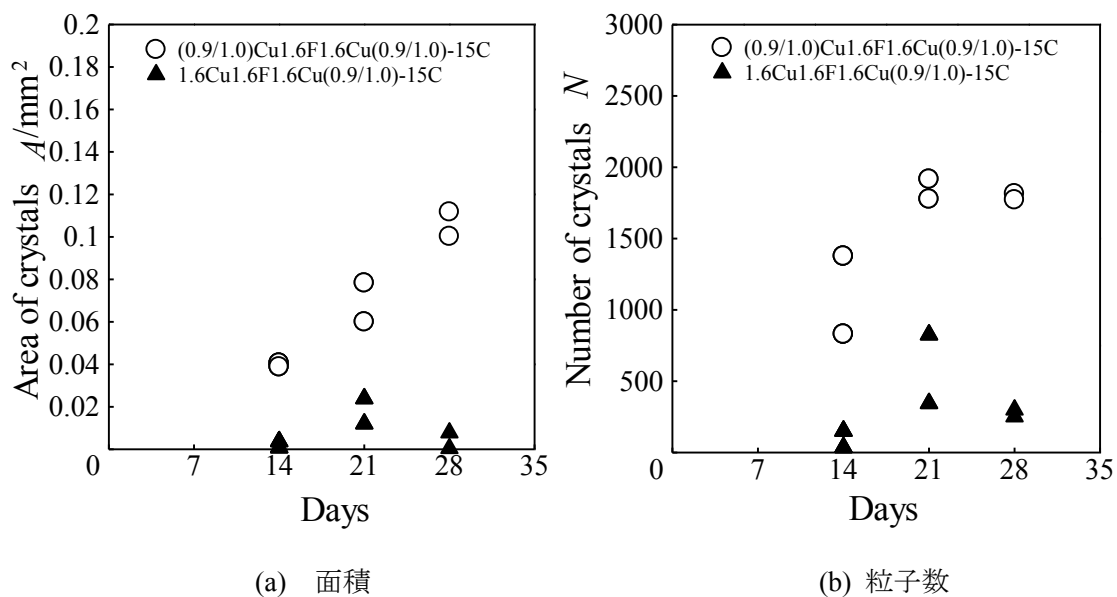 0.2
0.18
0.16
0.14
0.12
0.1
0.08
0.06
0.04
0.02
0
7
14
21
28
35
Area of crystals A/mm²
Days
(0.9/1.0)Cu1.6F1.6Cu(0.9/1.0)-15C
1.6Cu1.6F1.6Cu(0.9/1.0)-15C
(a) 面積
3000
2500
2000
1500
1000
500
0
7
14
21
28
35
Number of crystals N
Days
(0.9/1.0)Cu1.6F1.6Cu(0.9/1.0)-15C
1.6Cu1.6F1.6Cu(0.9/1.0)-15C
(b) 粒子数